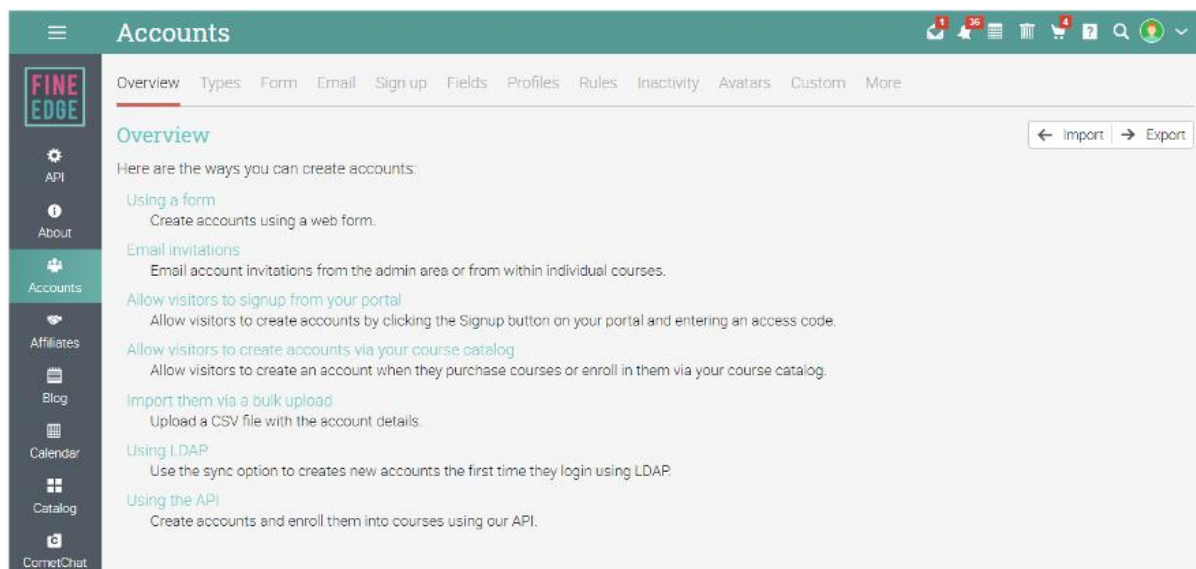 Accounts
1
36
4
?
FINE
EDGE
API
About
Accounts
Affiliates
Blog
Calendar
Catalog
CometChat
Overview Types Form Email Sign up Fields Profiles Rules Inactivity Avatars Custom More
Overview
← Import → Export
Here are the ways you can create accounts:
Using a form
Create accounts using a web form.
Email invitations
Email account invitations from the admin area or from within individual courses.
Allow visitors to signup from your portal
Allow visitors to create accounts by clicking the Signup button on your portal and entering an access code.
Allow visitors to create accounts via your course catalog
Allow visitors to create an account when they purchase courses or enroll in them via your course catalog.
Import them via a bulk upload
Upload a CSV file with the account details.
Using LDAP
Use the sync option to creates new accounts the first time they login using LDAP.
Using the API
Create accounts and enroll them into courses using our API.